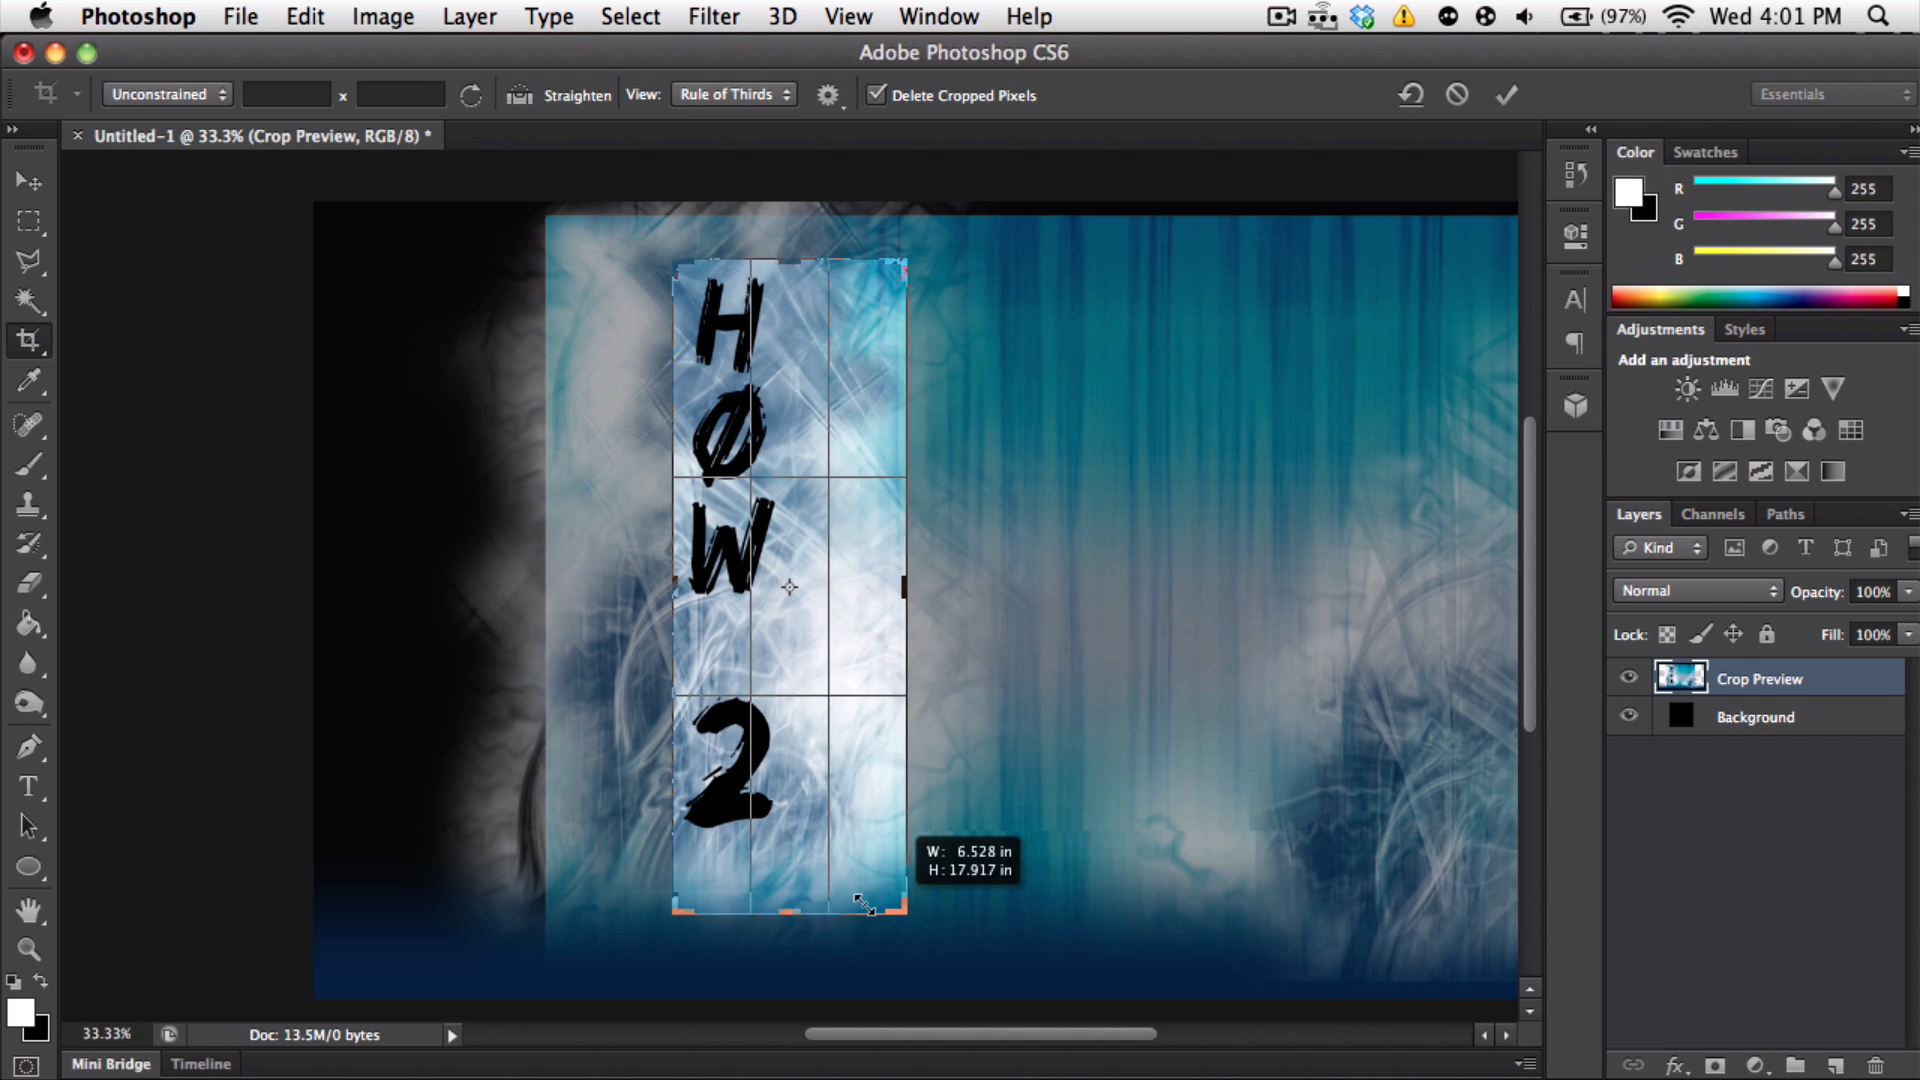 Photoshop File Edit Image Layer Type Select Filter 3D View Window Help (97%) Wed 4:01 PM
Adobe Photoshop CS6
Unconstrained x Straighten View: Rule of Thirds Delete Cropped Pixels Essentials
Untitled-1 @ 33.3% (Crop Preview, RGB/8) *
Color Swatches
R 255
G 255
B 255
Adjustments Styles
Add an adjustment
Layers Channels Paths
Kind
Normal Opacity: 100%
Lock: Fill: 100%
Crop Preview
Background
H
Ø
W
2
W: 6.528 in
H: 17.917 in
33.33% Doc: 13.5M/0 bytes
Mini Bridge Timeline